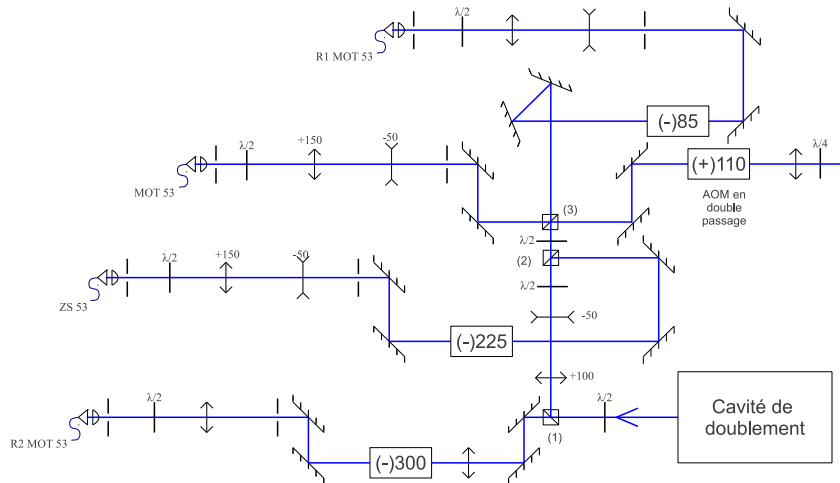 λ/2
R1 MOT 53
(-)85
λ/2
+150
-50
(+)110
λ/4
MOT 53
AOM en
double
passage
(3)
λ/2
(2)
λ/2
+150
-50
λ/2
ZS 53
-50
(-)225
+100
λ/2
λ/2
Cavité de
doublement
R2 MOT 53
(1)
(-)300